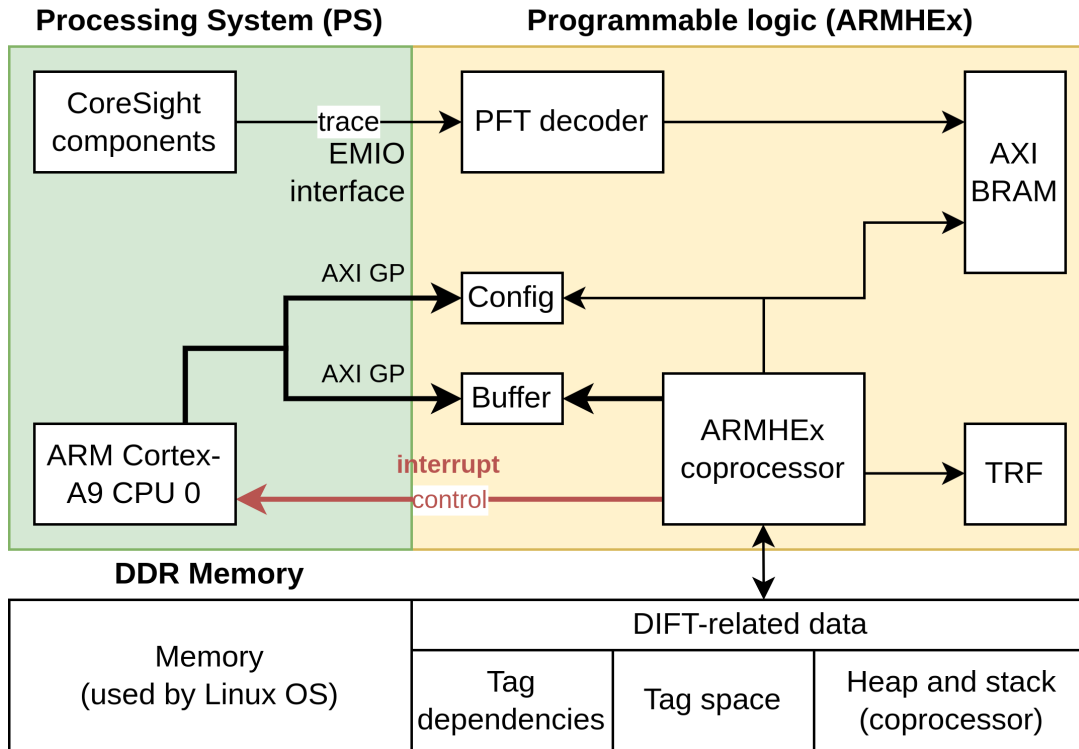 Processing System (PS)
Programmable logic (ARMHEx)
CoreSight
components
trace
EMIO
interface
PFT decoder
AXI
BRAM
AXI GP
Config
AXI GP
Buffer
ARM Cortex-
A9 CPU 0
interrupt
control
ARMHEx
coprocessor
TRF
DDR Memory
Memory
(used by Linux OS)
DIFT-related data
Tag
dependencies
Tag space
Heap and stack
(coprocessor)